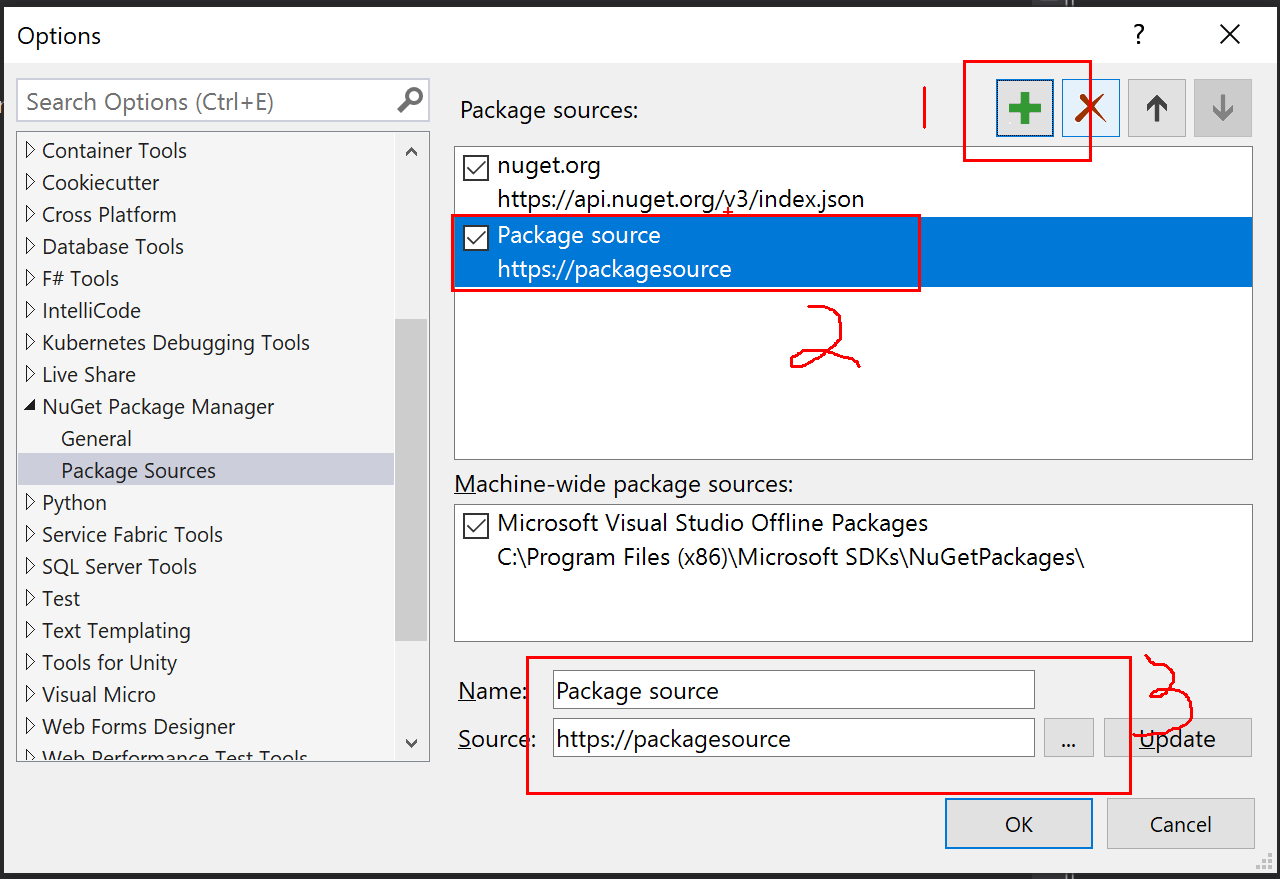 Options
?
Search Options (Ctrl+E)
Container Tools
Cookiecutter
Cross Platform
Database Tools
F# Tools
IntelliCode
Kubernetes Debugging Tools
Live Share
NuGet Package Manager
General
Package Sources
Python
Service Fabric Tools
SQL Server Tools
Test
Text Templating
Tools for Unity
Visual Micro
Web Forms Designer
Web Performance Test Tools
Package sources:
1
nuget.org
https://api.nuget.org/v3/index.json
Package source
https://packagesource
2
Machine-wide package sources:
Microsoft Visual Studio Offline Packages
C:\Program Files (x86)\Microsoft SDKs\NuGetPackages\
Name: Package source
3
Source: https://packagesource ... Update
OK Cancel